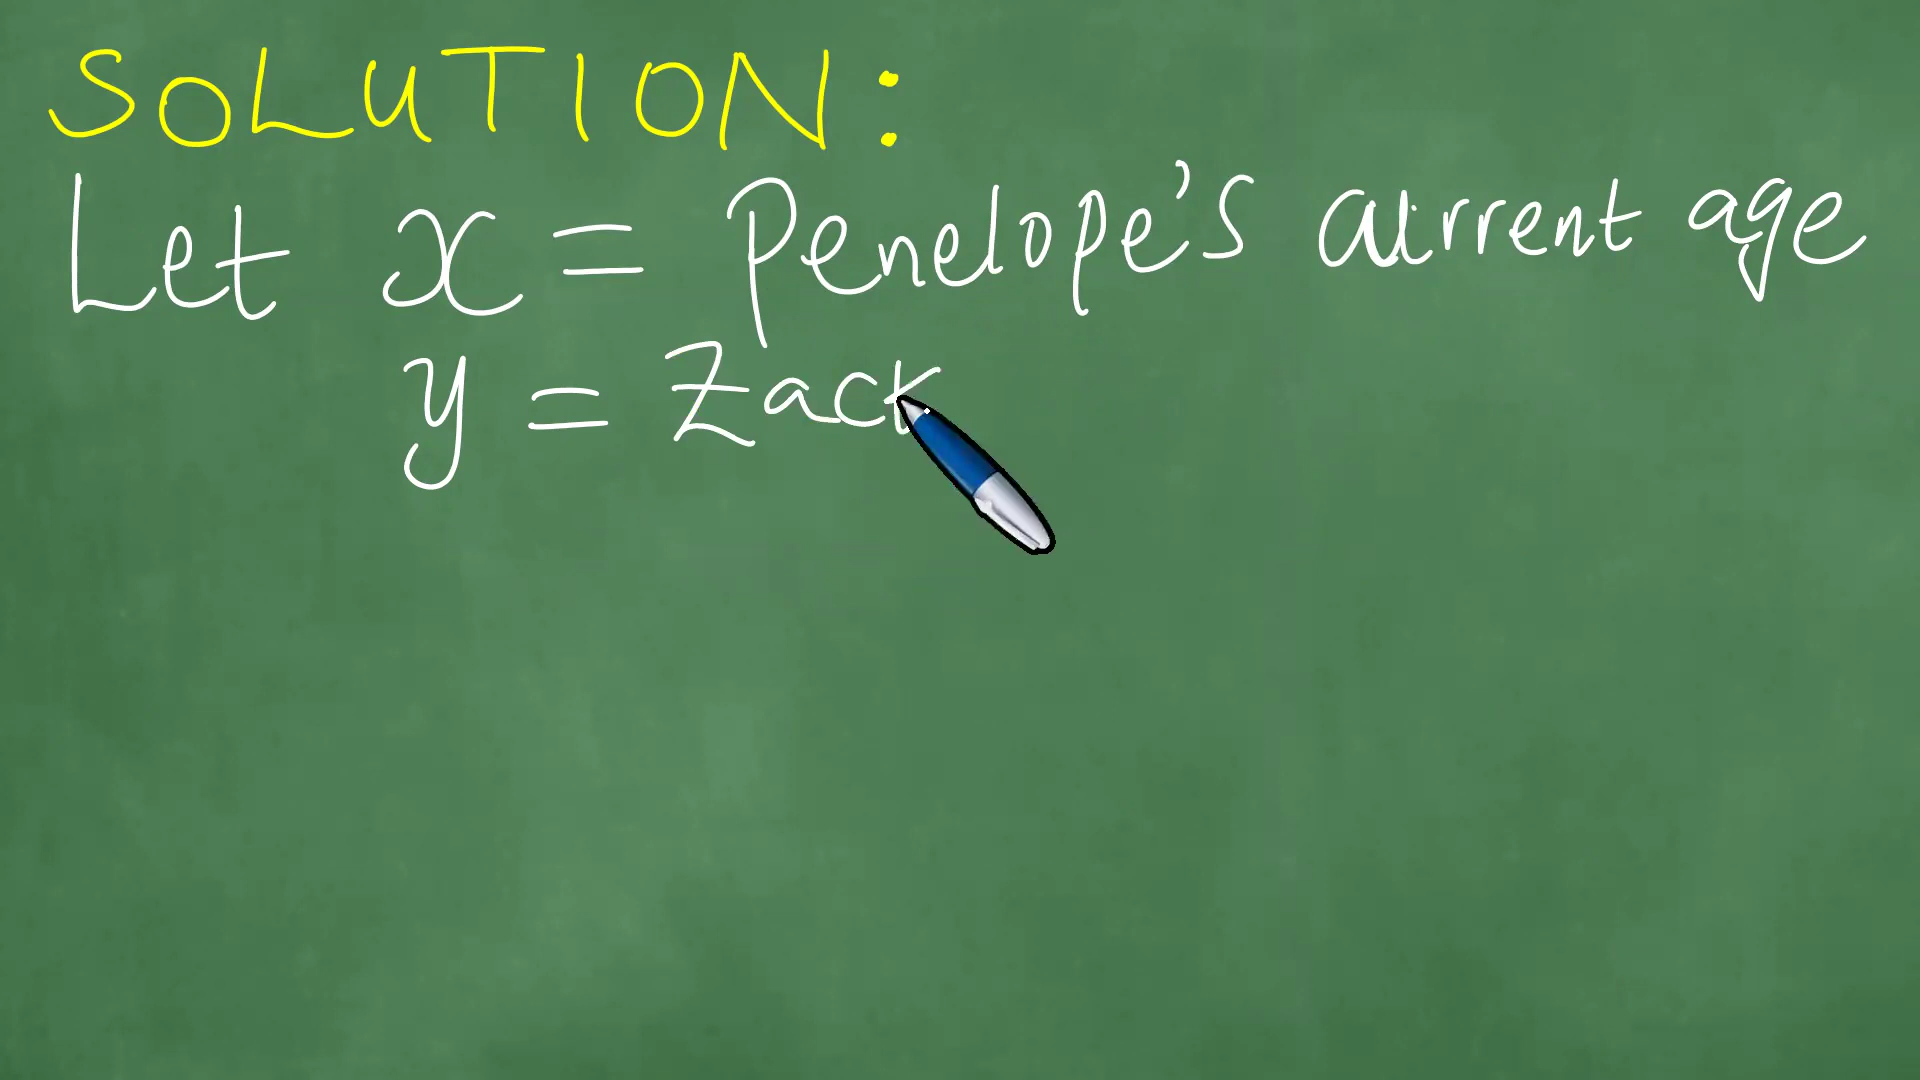 SOLUTION:
Let x = Penelope's current age
y = Zack